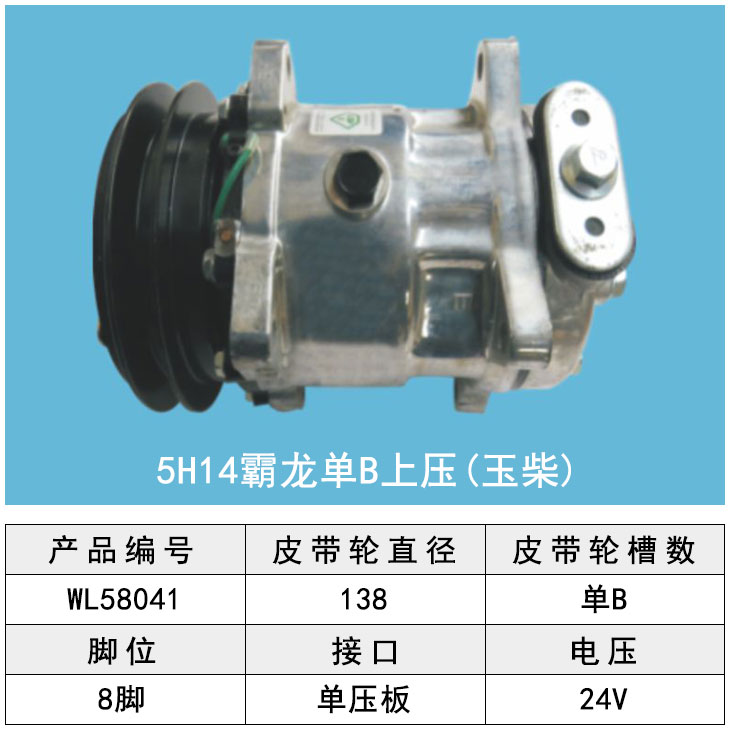 5H14霸龙单B上压(玉柴)
产品编号 皮带轮直径 皮带轮槽数
WL58041 138 单B
脚位 接口 电压
8脚 单压板 24V